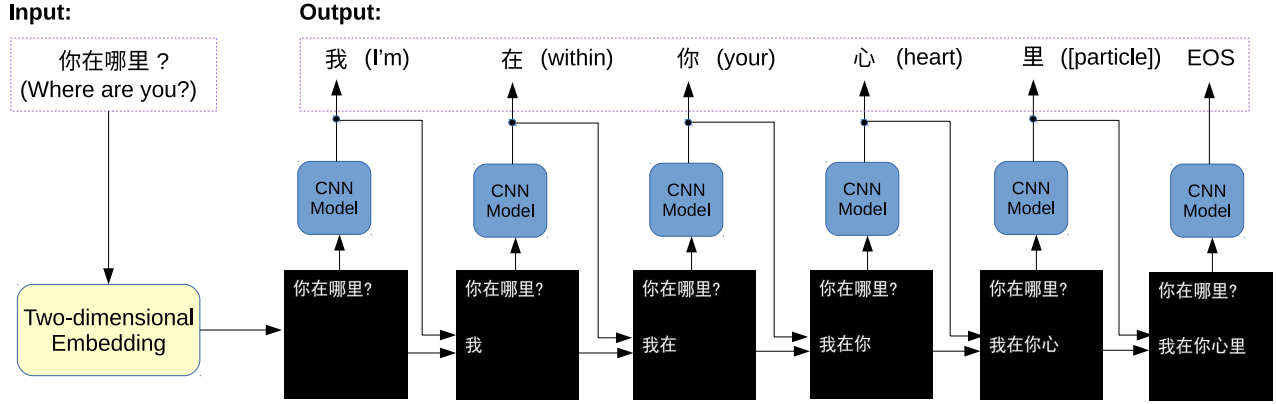 Input:
Output:
你在哪里 ?
(Where are you?)
我 (I'm) 在 (within) 你 (your) 心 (heart) 里 ([particle]) EOS
CNN Model
CNN Model
CNN Model
CNN Model
CNN Model
CNN Model
Two-dimensional
Embedding
你在哪里?
你在哪里?
我
你在哪里?
我在
你在哪里?
我在你
你在哪里?
我在你心
你在哪里?
我在你心里